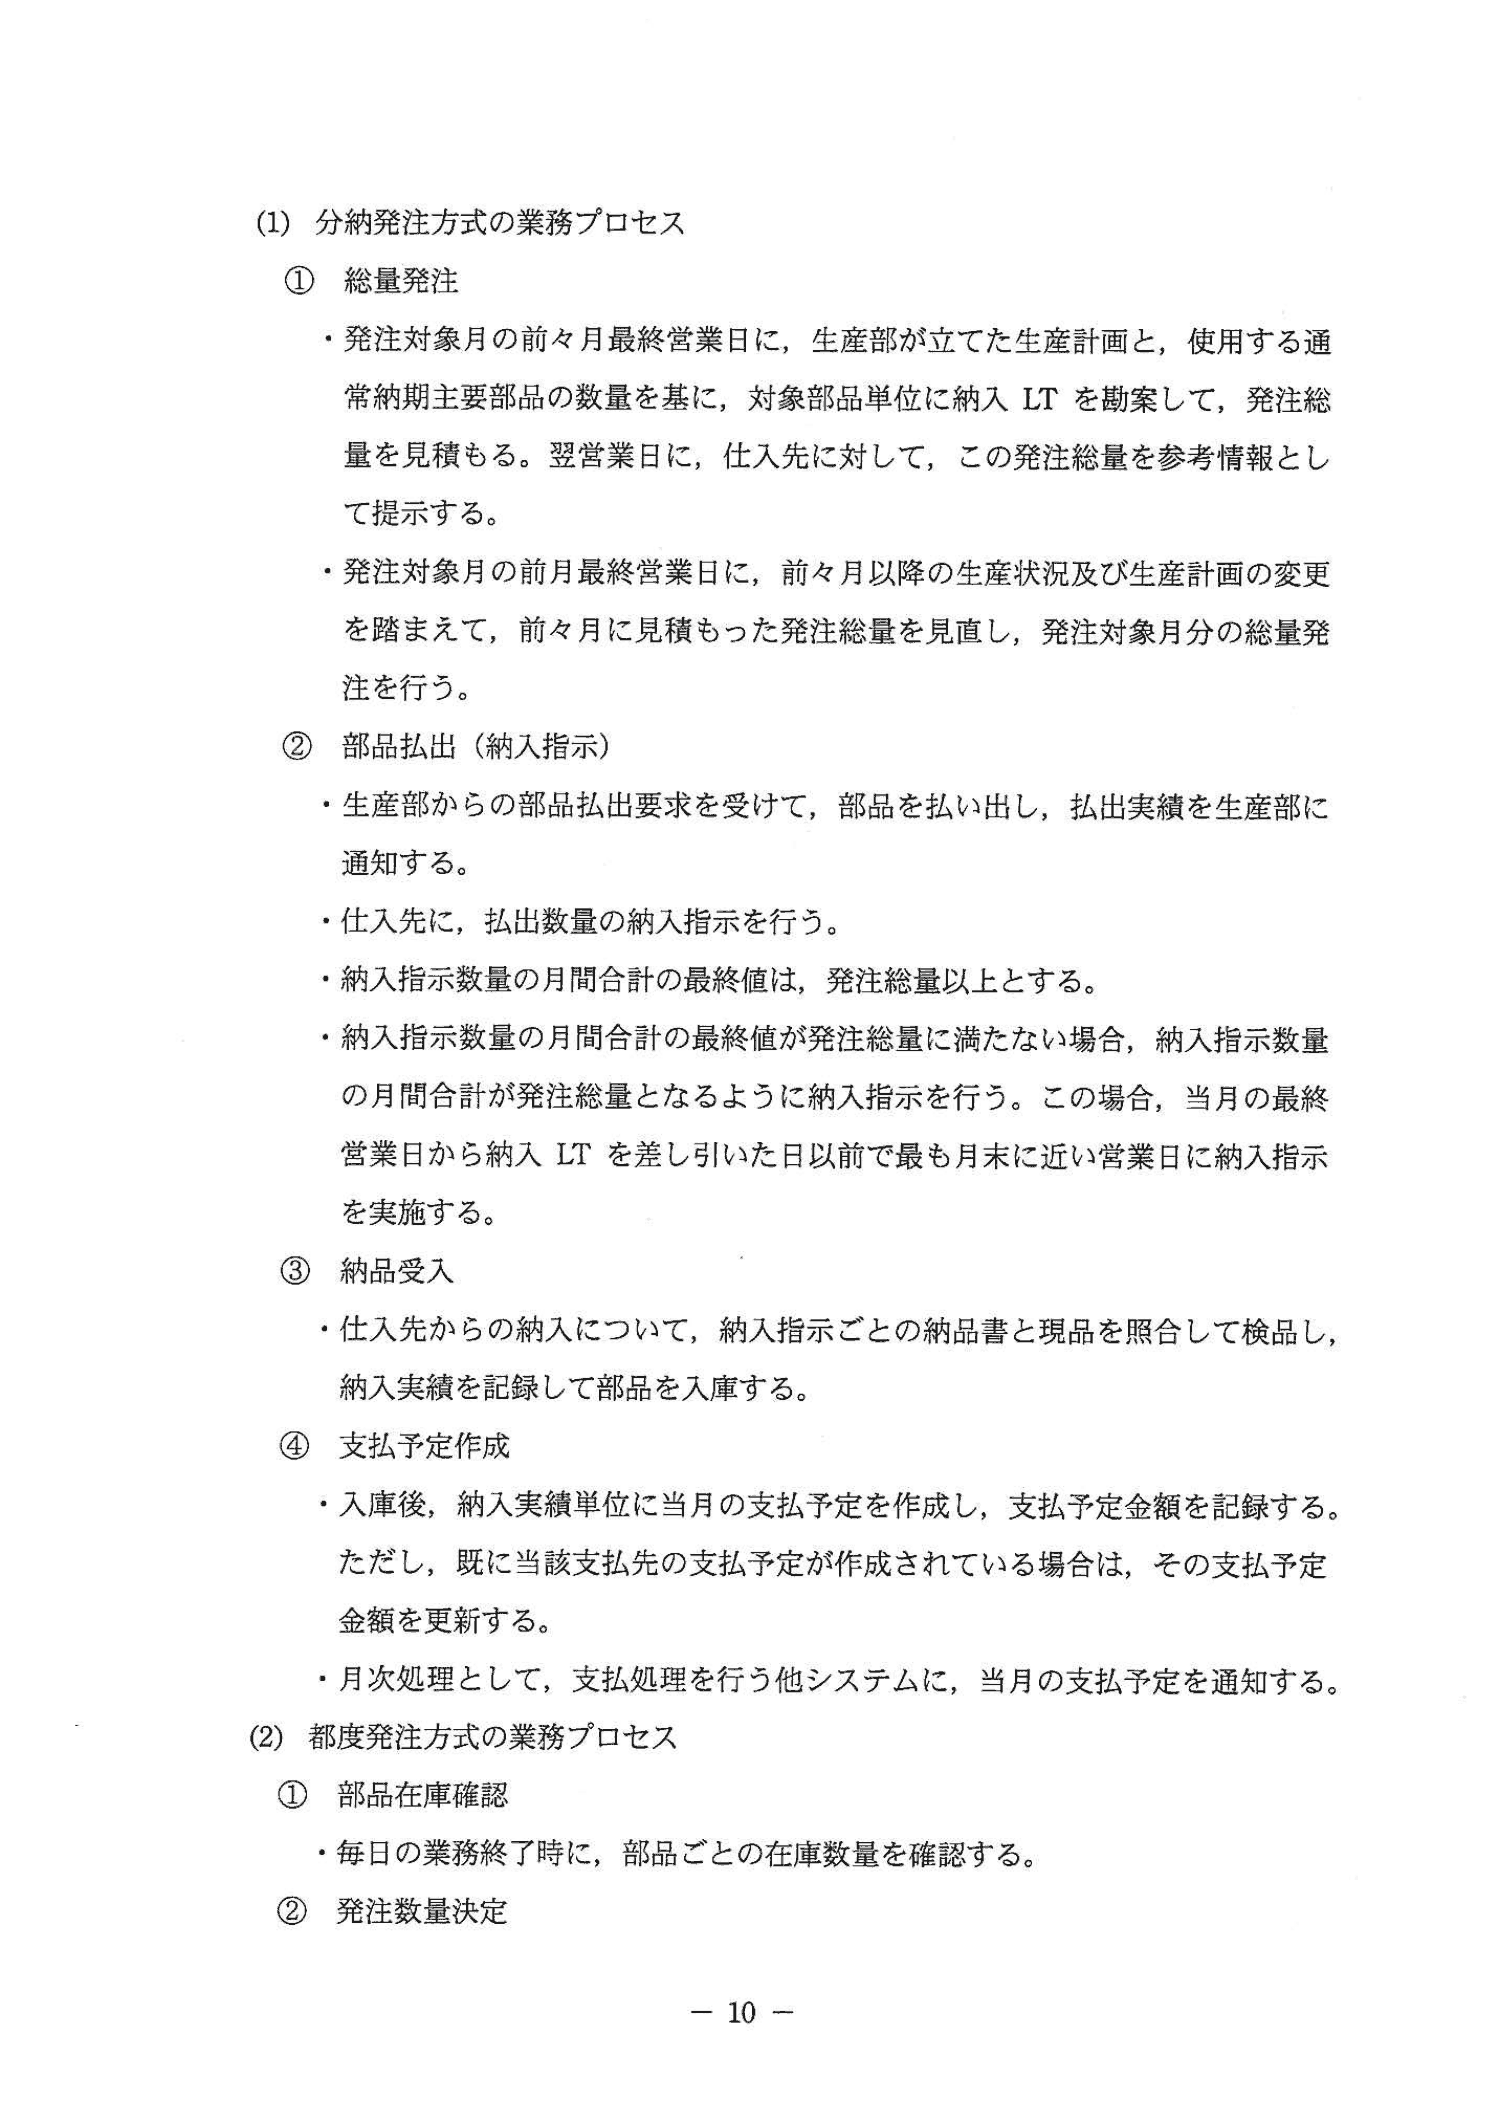 (1) 分納発注方式の業務プロセス
① 総量発注
・発注対象月の前々月最終営業日に，生産部が立てた生産計画と，使用する通
常納期主要部品の数量を基に，対象部品単位に納入 LT を勘案して，発注総
量を見積もる。翌営業日に，仕入先に対して，この発注総量を参考情報とし
て提示する。
・発注対象月の前月最終営業日に，前々月以降の生産状況及び生産計画の変更
を踏まえて，前々月に見積もった発注総量を見直し，発注対象月分の総量発
注を行う。
② 部品払出（納入指示）
・生産部からの部品払出要求を受けて，部品を払い出し，払出実績を生産部に
通知する。
・仕入先に，払出数量の納入指示を行う。
・納入指示数量の月間合計の最終値は，発注総量以上とする。
・納入指示数量の月間合計の最終値が発注総量に満たない場合，納入指示数量
の月間合計が発注総量となるように納入指示を行う。この場合，当月の最終
営業日から納入 LT を差し引いた日以前で最も月末に近い営業日に納入指示
を実施する。
③ 納品受入
・仕入先からの納入について，納入指示ごとの納品書と現品を照合して検品し，
納入実績を記録して部品を入庫する。
④ 支払予定作成
・入庫後，納入実績単位に当月の支払予定を作成し，支払予定金額を記録する。
ただし，既に当該支払先の支払予定が作成されている場合は，その支払予定
金額を更新する。
・月次処理として，支払処理を行う他システムに，当月の支払予定を通知する。
(2) 都度発注方式の業務プロセス
① 部品在庫確認
・毎日の業務終了時に，部品ごとの在庫数量を確認する。
② 発注数量決定
－ 10 －